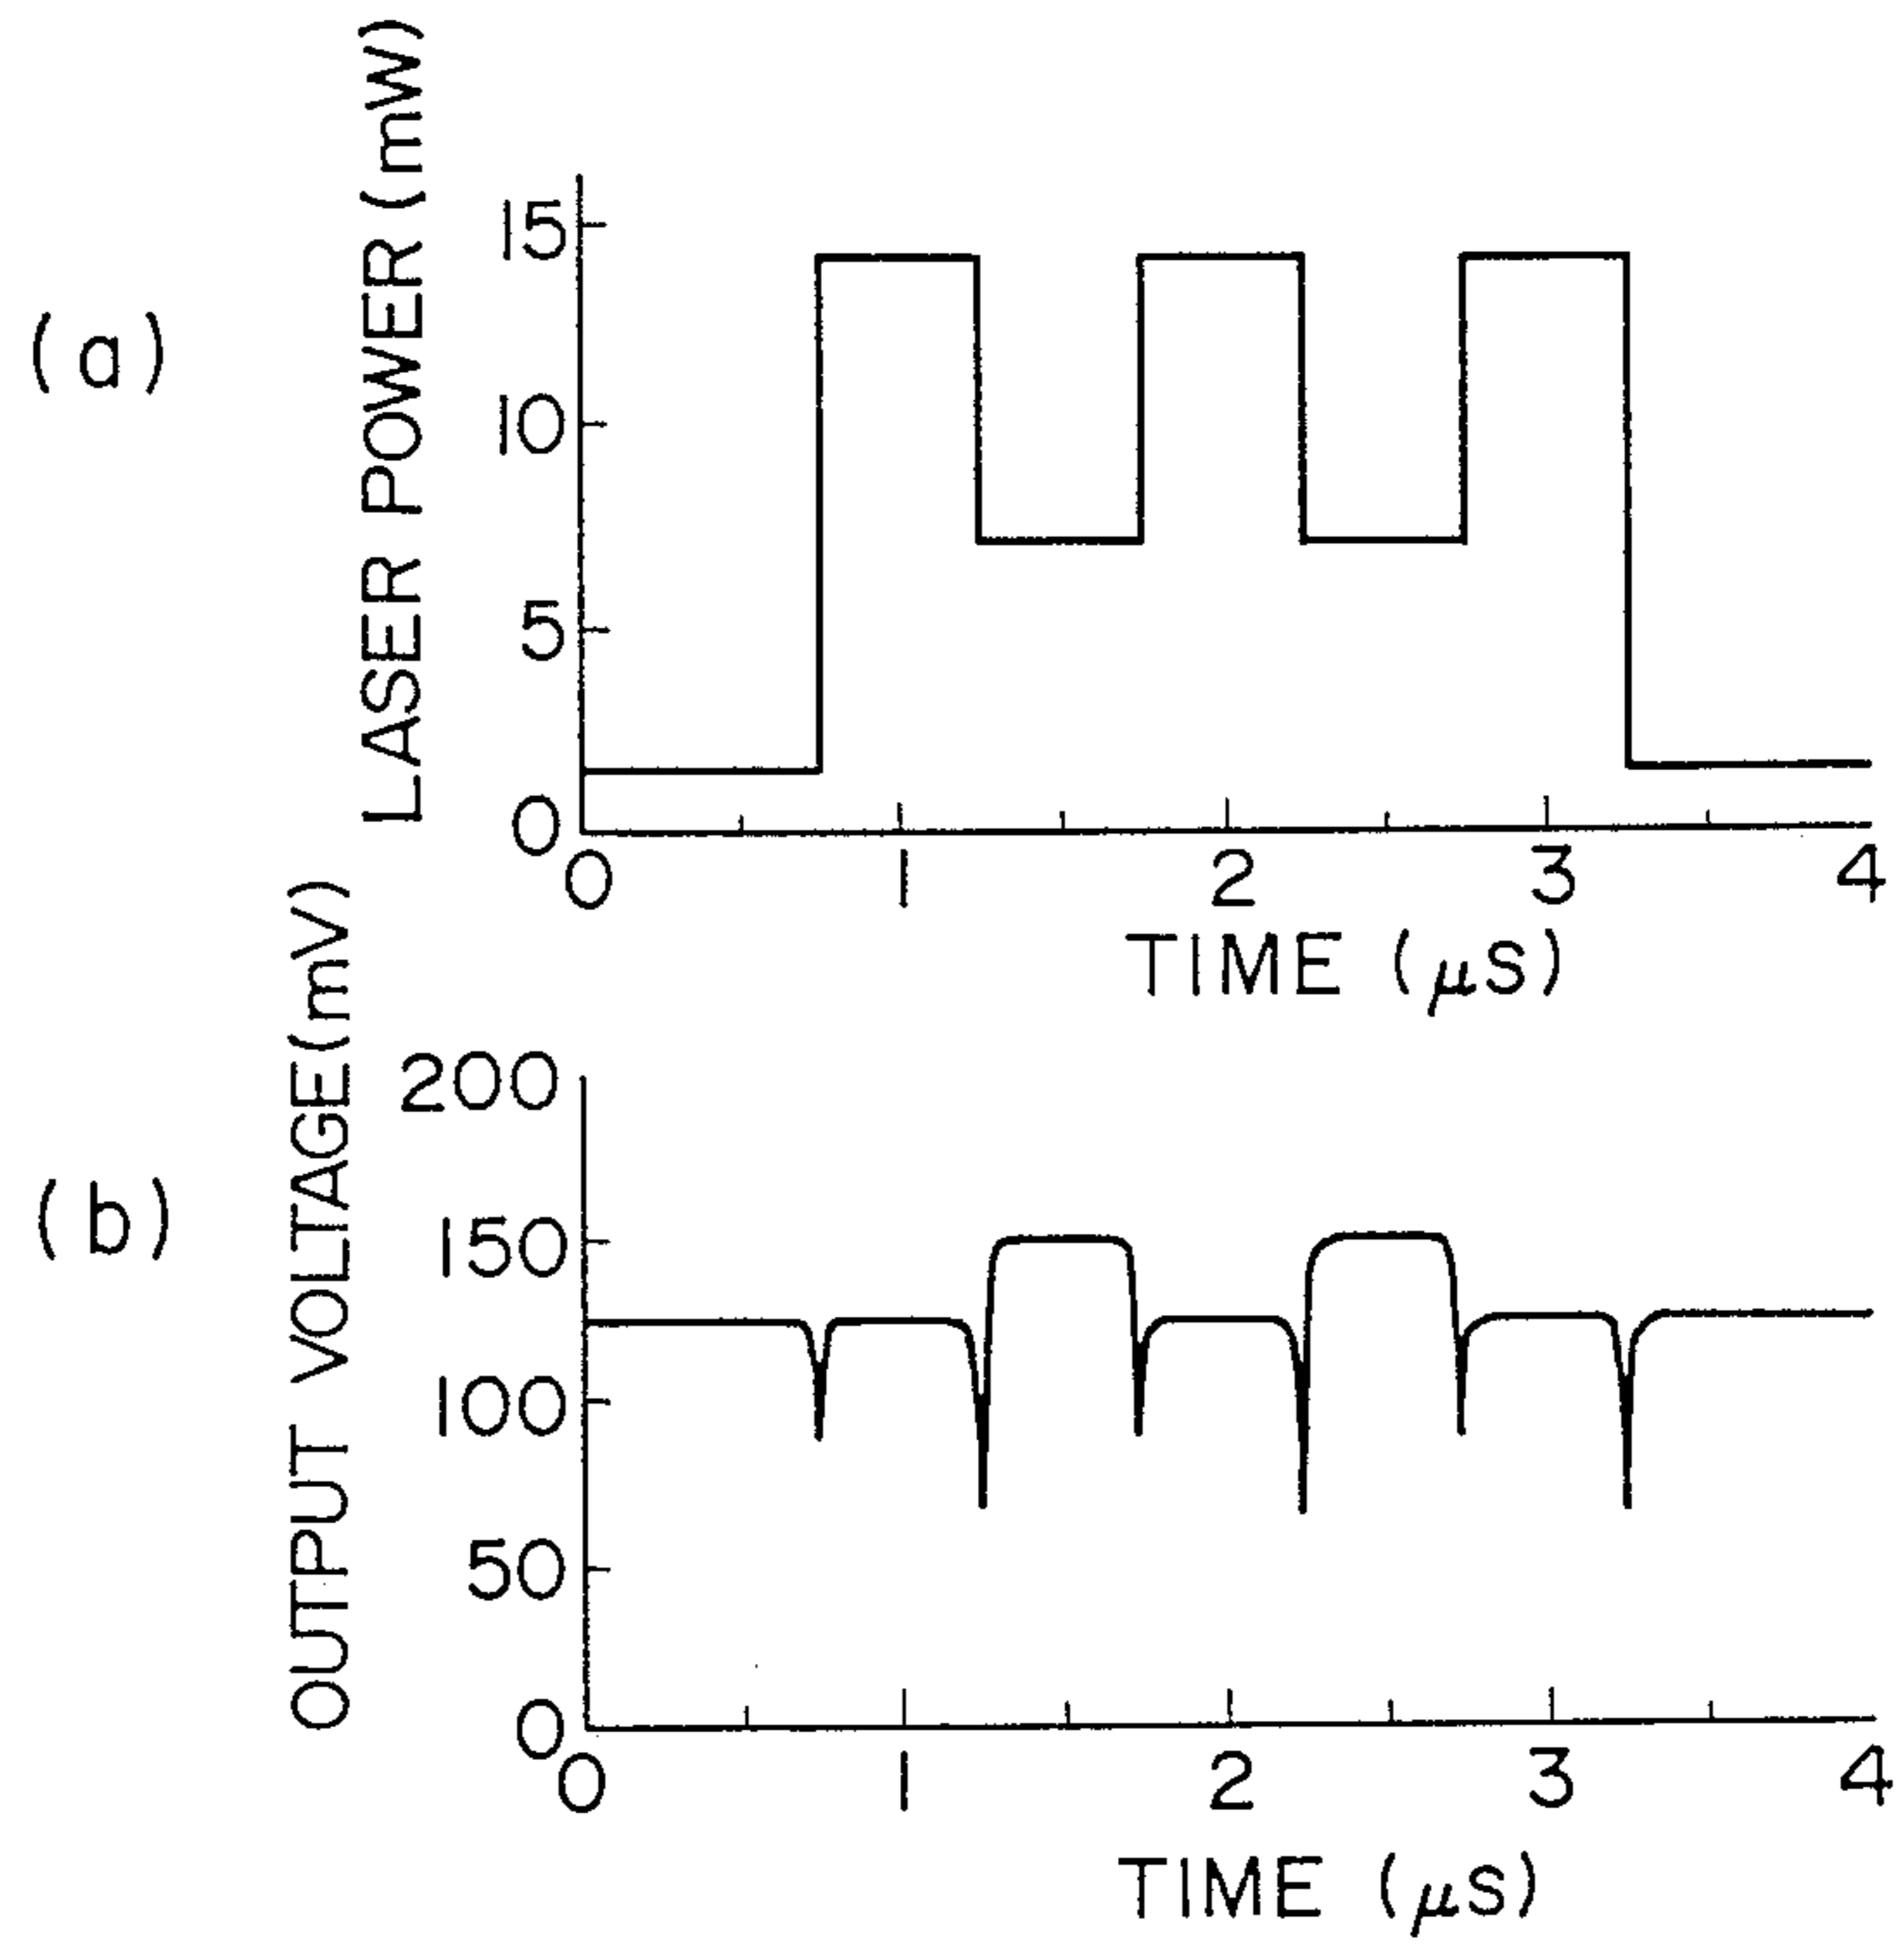 (a)
LASER POWER (mW)
15
10
5
0
0 1 2 3 4
TIME (μS)
(b)
OUTPUT VOLTAGE (mV)
200
150
100
50
0
0 1 2 3 4
TIME (μS)